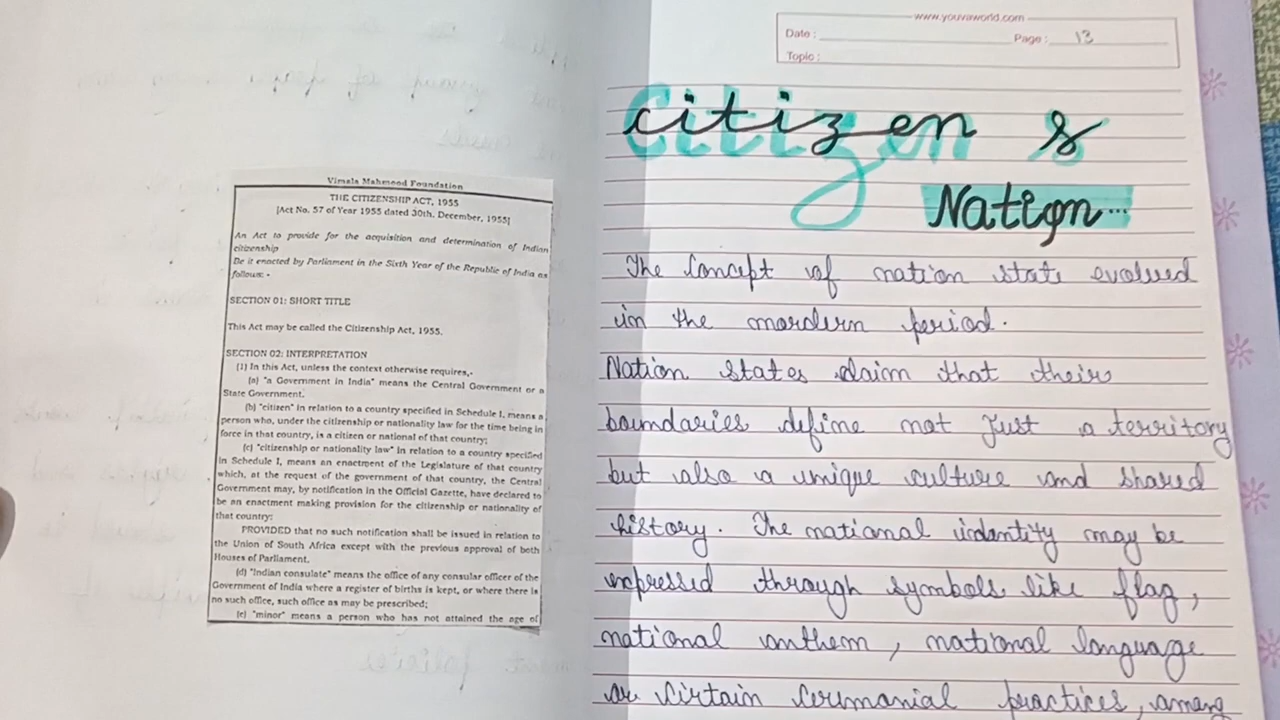 Vimala Mahmood Foundation
THE CITIZENSHIP ACT, 1955
[Act No. 57 of Year 1955 dated 30th. December, 1955]
An Act to provide for the acquisition and determination of Indian
citizenship
Be it enacted by Parliament in the Sixth Year of the Republic of India as
follows: -
SECTION 01: SHORT TITLE
This Act may be called the Citizenship Act, 1955.
SECTION 02: INTERPRETATION
(1) In this Act, unless the context otherwise requires,-
(a) "a Government in India" means the Central Government or a
State Government.
(b) "citizen" in relation to a country specified in Schedule I, means a
person who, under the citizenship or nationality law for the time being in
force in that country, is a citizen or national of that country;
(c) "citizenship or nationality law" in relation to a country specified
in Schedule I, means an enactment of the Legislature of that country
which, at the request of the government of that country, the Central
Government may, by notification in the Official Gazette, have declared to
be an enactment making provision for the citizenship or nationality of
that country;
PROVIDED that no such notification shall be issued in relation to
the Union of South Africa except with the previous approval of both
Houses of Parliament.
(d) "Indian consulate" means the office of any consular officer of the
Government of India where a register of births is kept, or where there is
no such office, such office as may be prescribed;
(e) "minor" means a person who has not attained the age of
www.youvaworld.com
Date :
Page : 13
Topic :
citizen &
Nation...
The Concept of nation state evolved
in the mordern period.
Nation states claim that their
boundaries define not just a territory
but also a unique culture and shared
history. The national indantity may be
expressed through symbols like flag,
national anthem, national language
or cirtain cerimanial practices, among